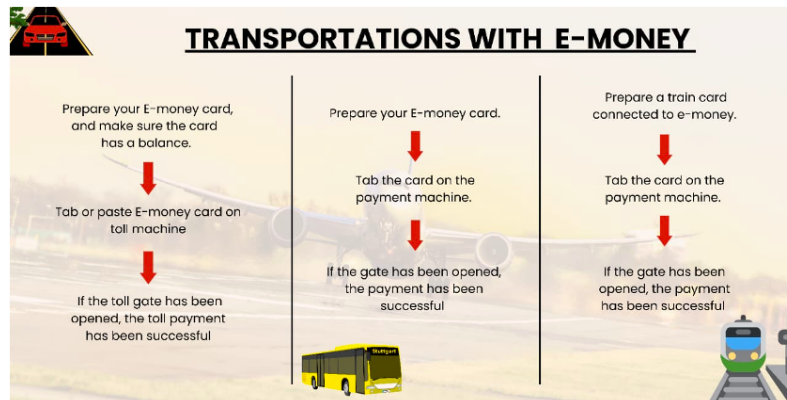 TRANSPORTATIONS WITH E-MONEY
Prepare your E-money card,
and make sure the card
has a balance.
Tab or paste E-money card on
toll machine
If the toll gate has been
opened, the toll payment
has been successful
Prepare your E-money card.
Tab the card on the
payment machine.
If the gate has been opened,
the payment has been
successful
Stuttgart
Prepare a train card
connected to e-money.
Tab the card on the
payment machine.
If the gate has been
opened, the payment
has been successful